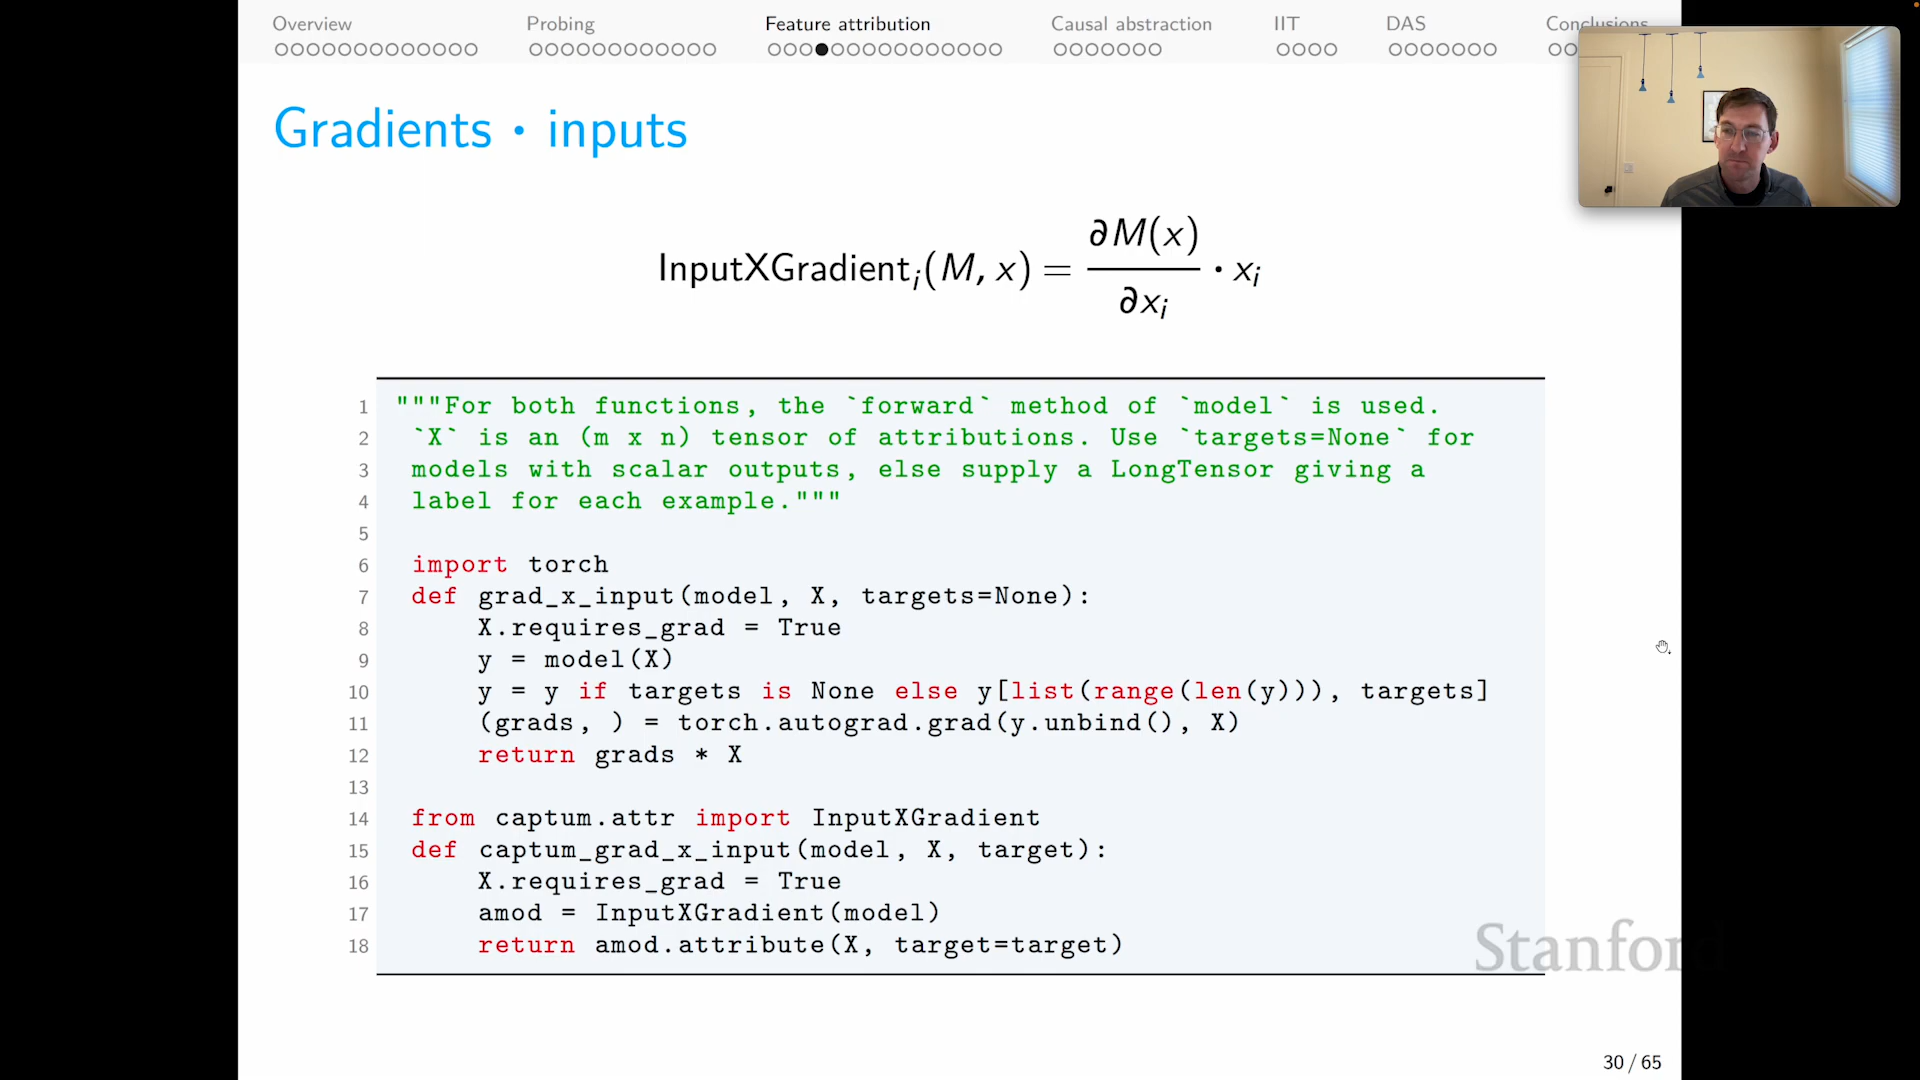 Overview Probing Feature attribution Causal abstraction IIT DAS Conclusions
Gradients · inputs
InputXGradient_i(M, x) = ∂M(x) / ∂x_i · x_i
1 """For both functions, the `forward` method of `model` is used.
2 `X` is an (m x n) tensor of attributions. Use `targets=None` for
3 models with scalar outputs, else supply a LongTensor giving a
4 label for each example."""
5
6 import torch
7 def grad_x_input(model, X, targets=None):
8 X.requires_grad = True
9 y = model(X)
10 y = y if targets is None else y[list(range(len(y))), targets]
11 (grads, ) = torch.autograd.grad(y.unbind(), X)
12 return grads * X
13
14 from captum.attr import InputXGradient
15 def captum_grad_x_input(model, X, target):
16 X.requires_grad = True
17 amod = InputXGradient(model)
18 return amod.attribute(X, target=target)
Stanford
30 / 65